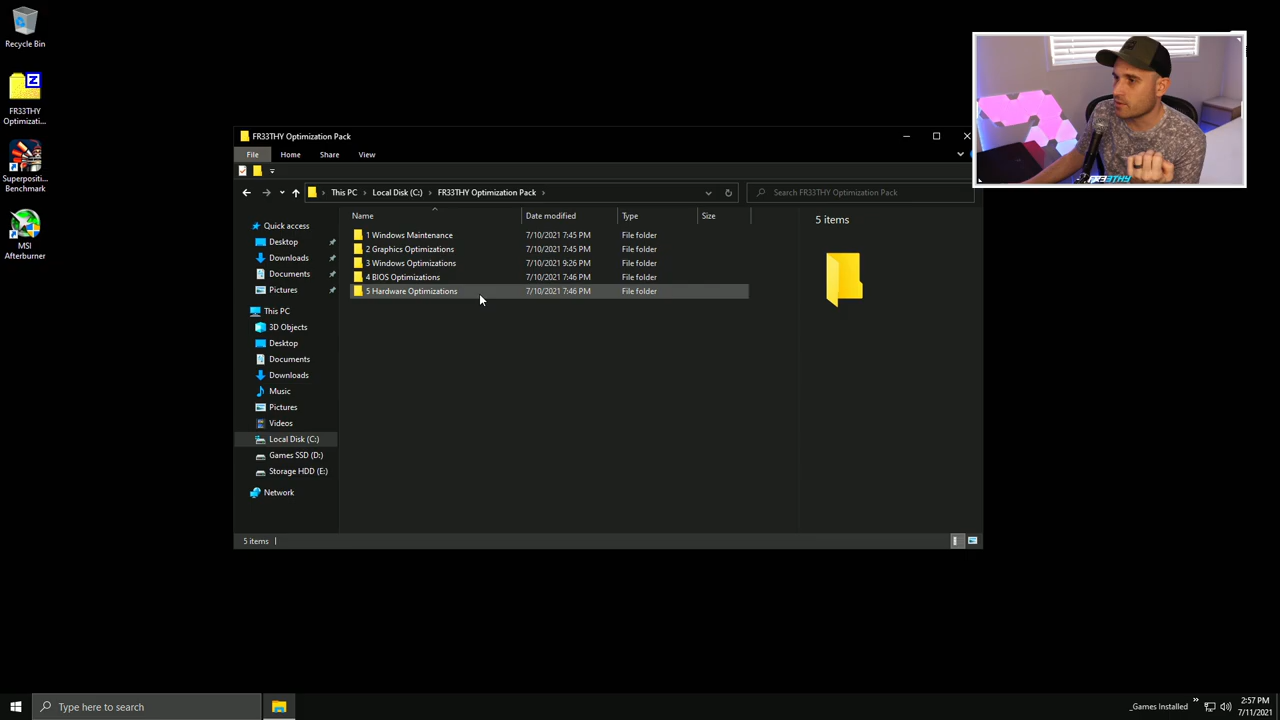 Recycle Bin
FR33THY
Optimizati...
Superpositi...
Benchmark
MSI
Afterburner
FR33THY Optimization Pack
File Home Share View
This PC > Local Disk (C:) > FR33THY Optimization Pack >
Search FR33THY Optimization Pack
Name Date modified Type Size
1 Windows Maintenance 7/10/2021 7:45 PM File folder
2 Graphics Optimizations 7/10/2021 7:45 PM File folder
3 Windows Optimizations 7/10/2021 9:26 PM File folder
4 BIOS Optimizations 7/10/2021 7:46 PM File folder
5 Hardware Optimizations 7/10/2021 7:46 PM File folder
5 items
Quick access
Desktop
Downloads
Documents
Pictures
This PC
3D Objects
Desktop
Documents
Downloads
Music
Pictures
Videos
Local Disk (C:)
Games SSD (D:)
Storage HDD (E:)
Network
5 items
FR33THY
Type here to search
_Games Installed
2:57 PM
7/11/2021